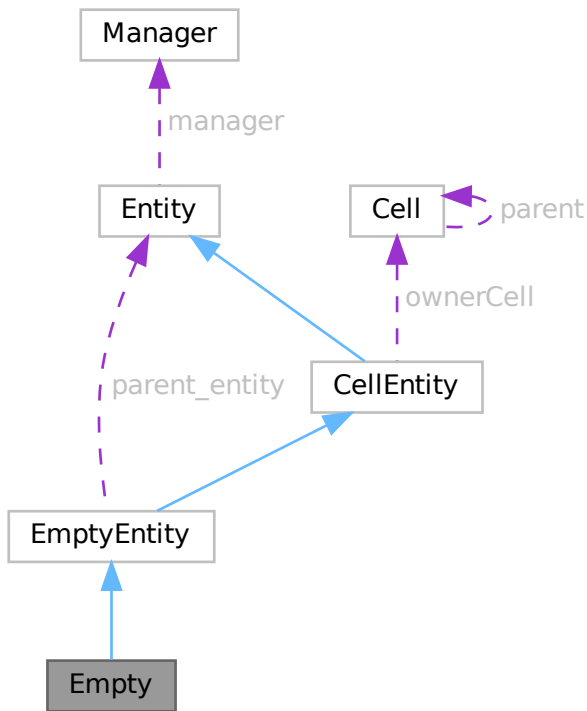 Manager
manager
Entity
Cell
parent
ownerCell
parent_entity
CellEntity
EmptyEntity
Empty